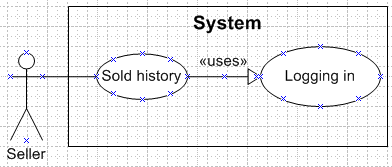 System
«uses»
Sold history
Logging in
Seller